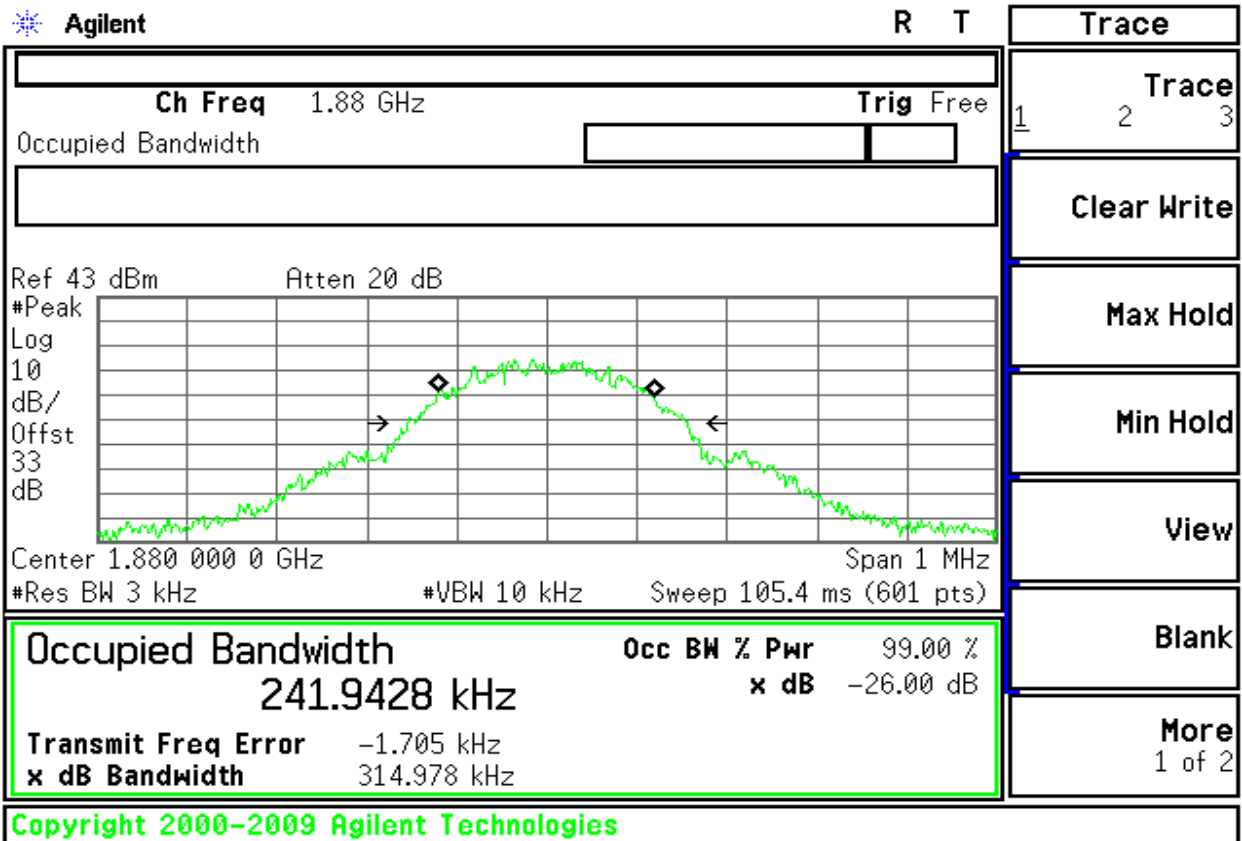 Agilent R T Trace
Trace
1 2 3
Ch Freq 1.88 GHz Trig Free
Occupied Bandwidth
Clear Write
Ref 43 dBm Atten 20 dB
#Peak
Log
10
dB/
Offst
33
dB
Max Hold
Min Hold
View
Center 1.880 000 0 GHz Span 1 MHz
#Res BW 3 kHz #VBW 10 kHz Sweep 105.4 ms (601 pts)
Occupied Bandwidth Occ BW % Pwr 99.00 %
241.9428 kHz x dB -26.00 dB
Blank
Transmit Freq Error -1.705 kHz
x dB Bandwidth 314.978 kHz
More
1 of 2
Copyright 2000-2009 Agilent Technologies